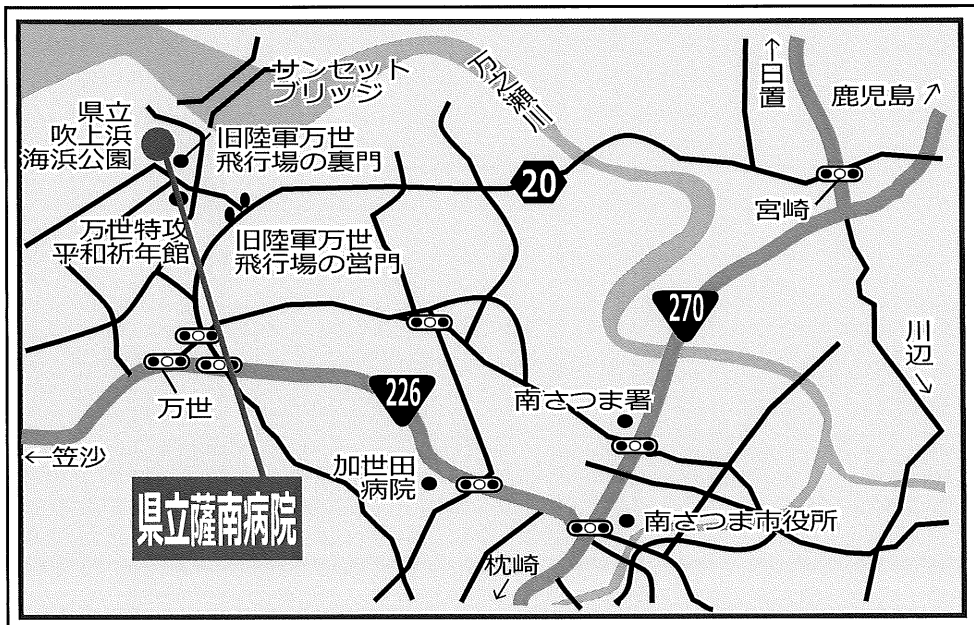 サンセット
ブリッジ
万之瀬川
↑日置
鹿児島↗
県立
吹上浜
海浜公園
旧陸軍万世
飛行場の裏門
20
宮崎
万世特攻
平和祈年館
旧陸軍万世
飛行場の営門
270
川辺↓
226
南さつま署
万世
←笠沙
加世田
病院
県立薩南病院
南さつま市役所
枕崎
↙